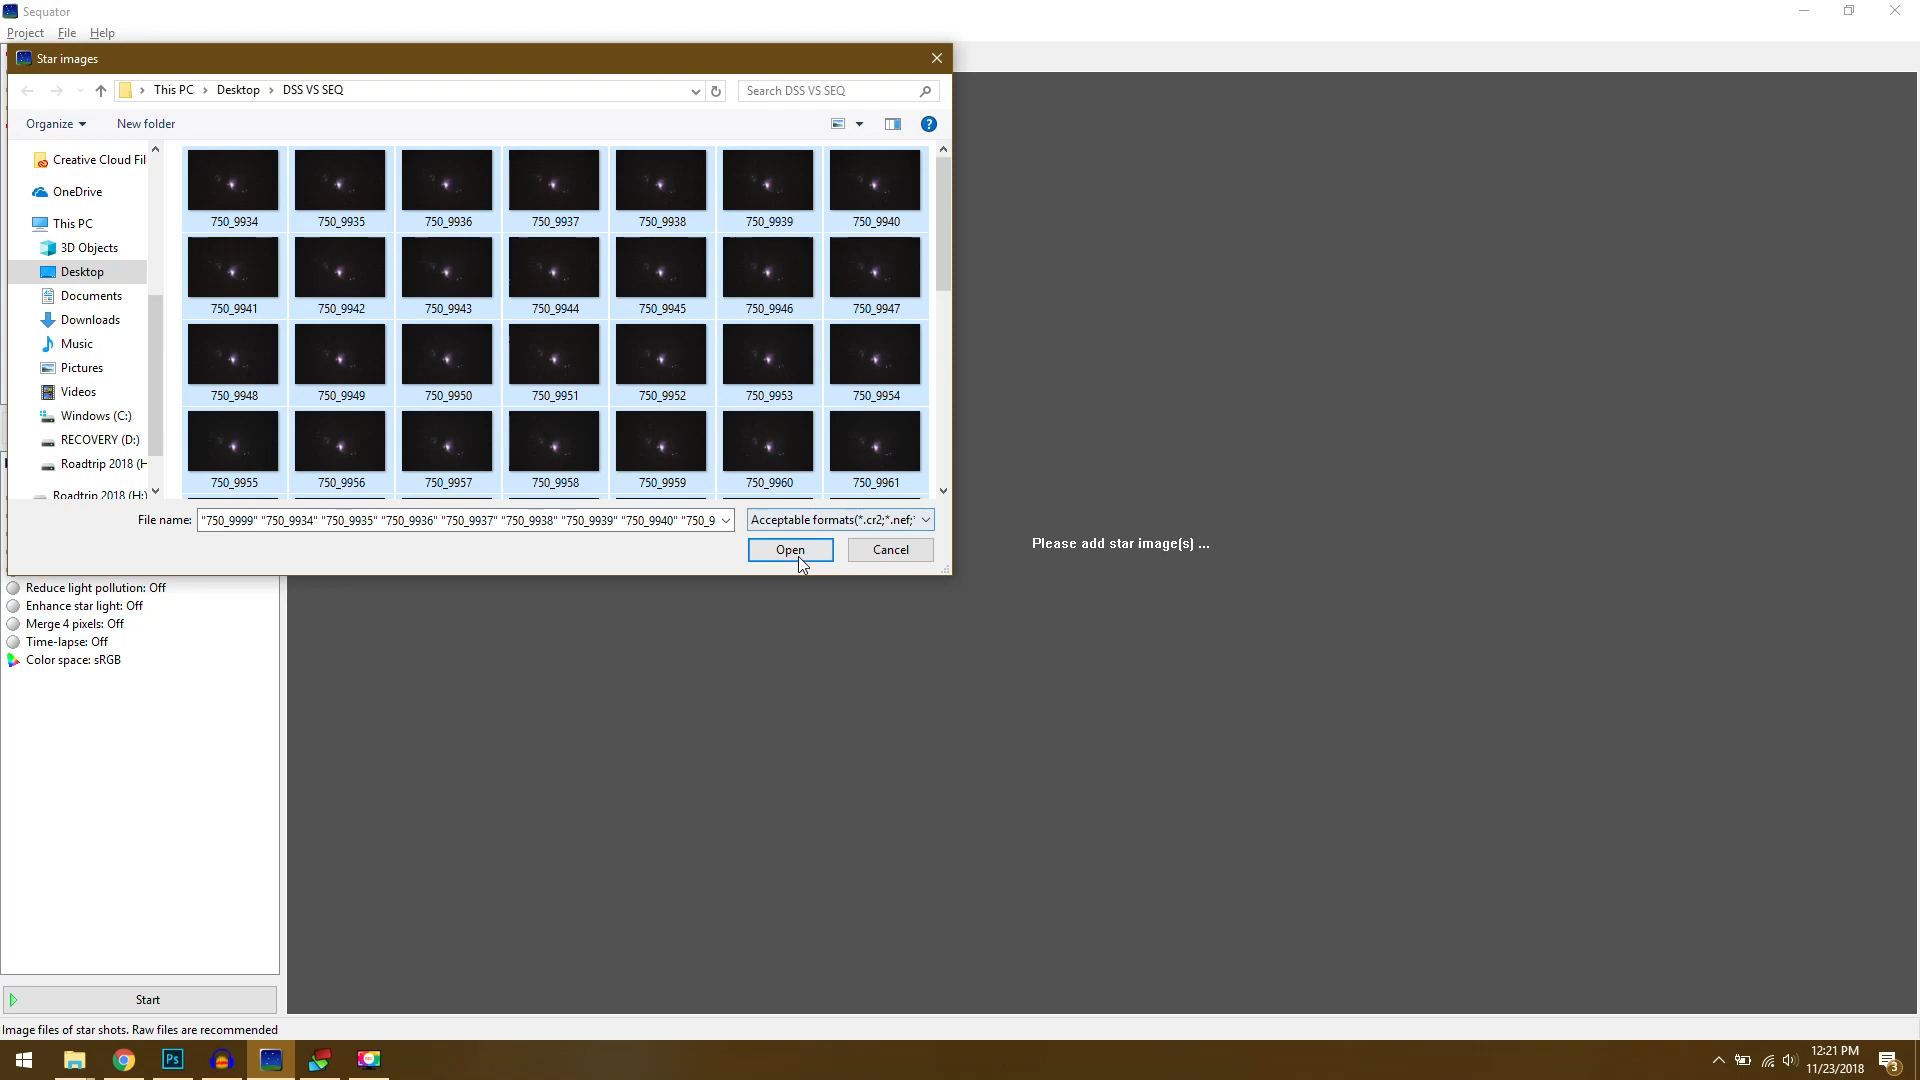 Sequator
Project File Help
Star images
This PC > Desktop > DSS VS SEQ
Search DSS VS SEQ
Organize
New folder
Creative Cloud Fil
OneDrive
This PC
3D Objects
Desktop
Documents
Downloads
Music
Pictures
Videos
Windows (C:)
RECOVERY (D:)
Roadtrip 2018 (H
Roadtrip 2018 (H:)
750_9934 750_9935 750_9936 750_9937 750_9938 750_9939 750_9940
750_9941 750_9942 750_9943 750_9944 750_9945 750_9946 750_9947
750_9948 750_9949 750_9950 750_9951 750_9952 750_9953 750_9954
750_9955 750_9956 750_9957 750_9958 750_9959 750_9960 750_9961
File name: "750_9999" "750_9934" "750_9935" "750_9936" "750_9937" "750_9938" "750_9939" "750_9940" "750_9
Acceptable formats(*.cr2;*.nef;*
Open
Cancel
Please add star image(s) ...
Reduce light pollution: Off
Enhance star light: Off
Merge 4 pixels: Off
Time-lapse: Off
Color space: sRGB
Start
Image files of star shots. Raw files are recommended
Ps
12:21 PM
11/23/2018
3